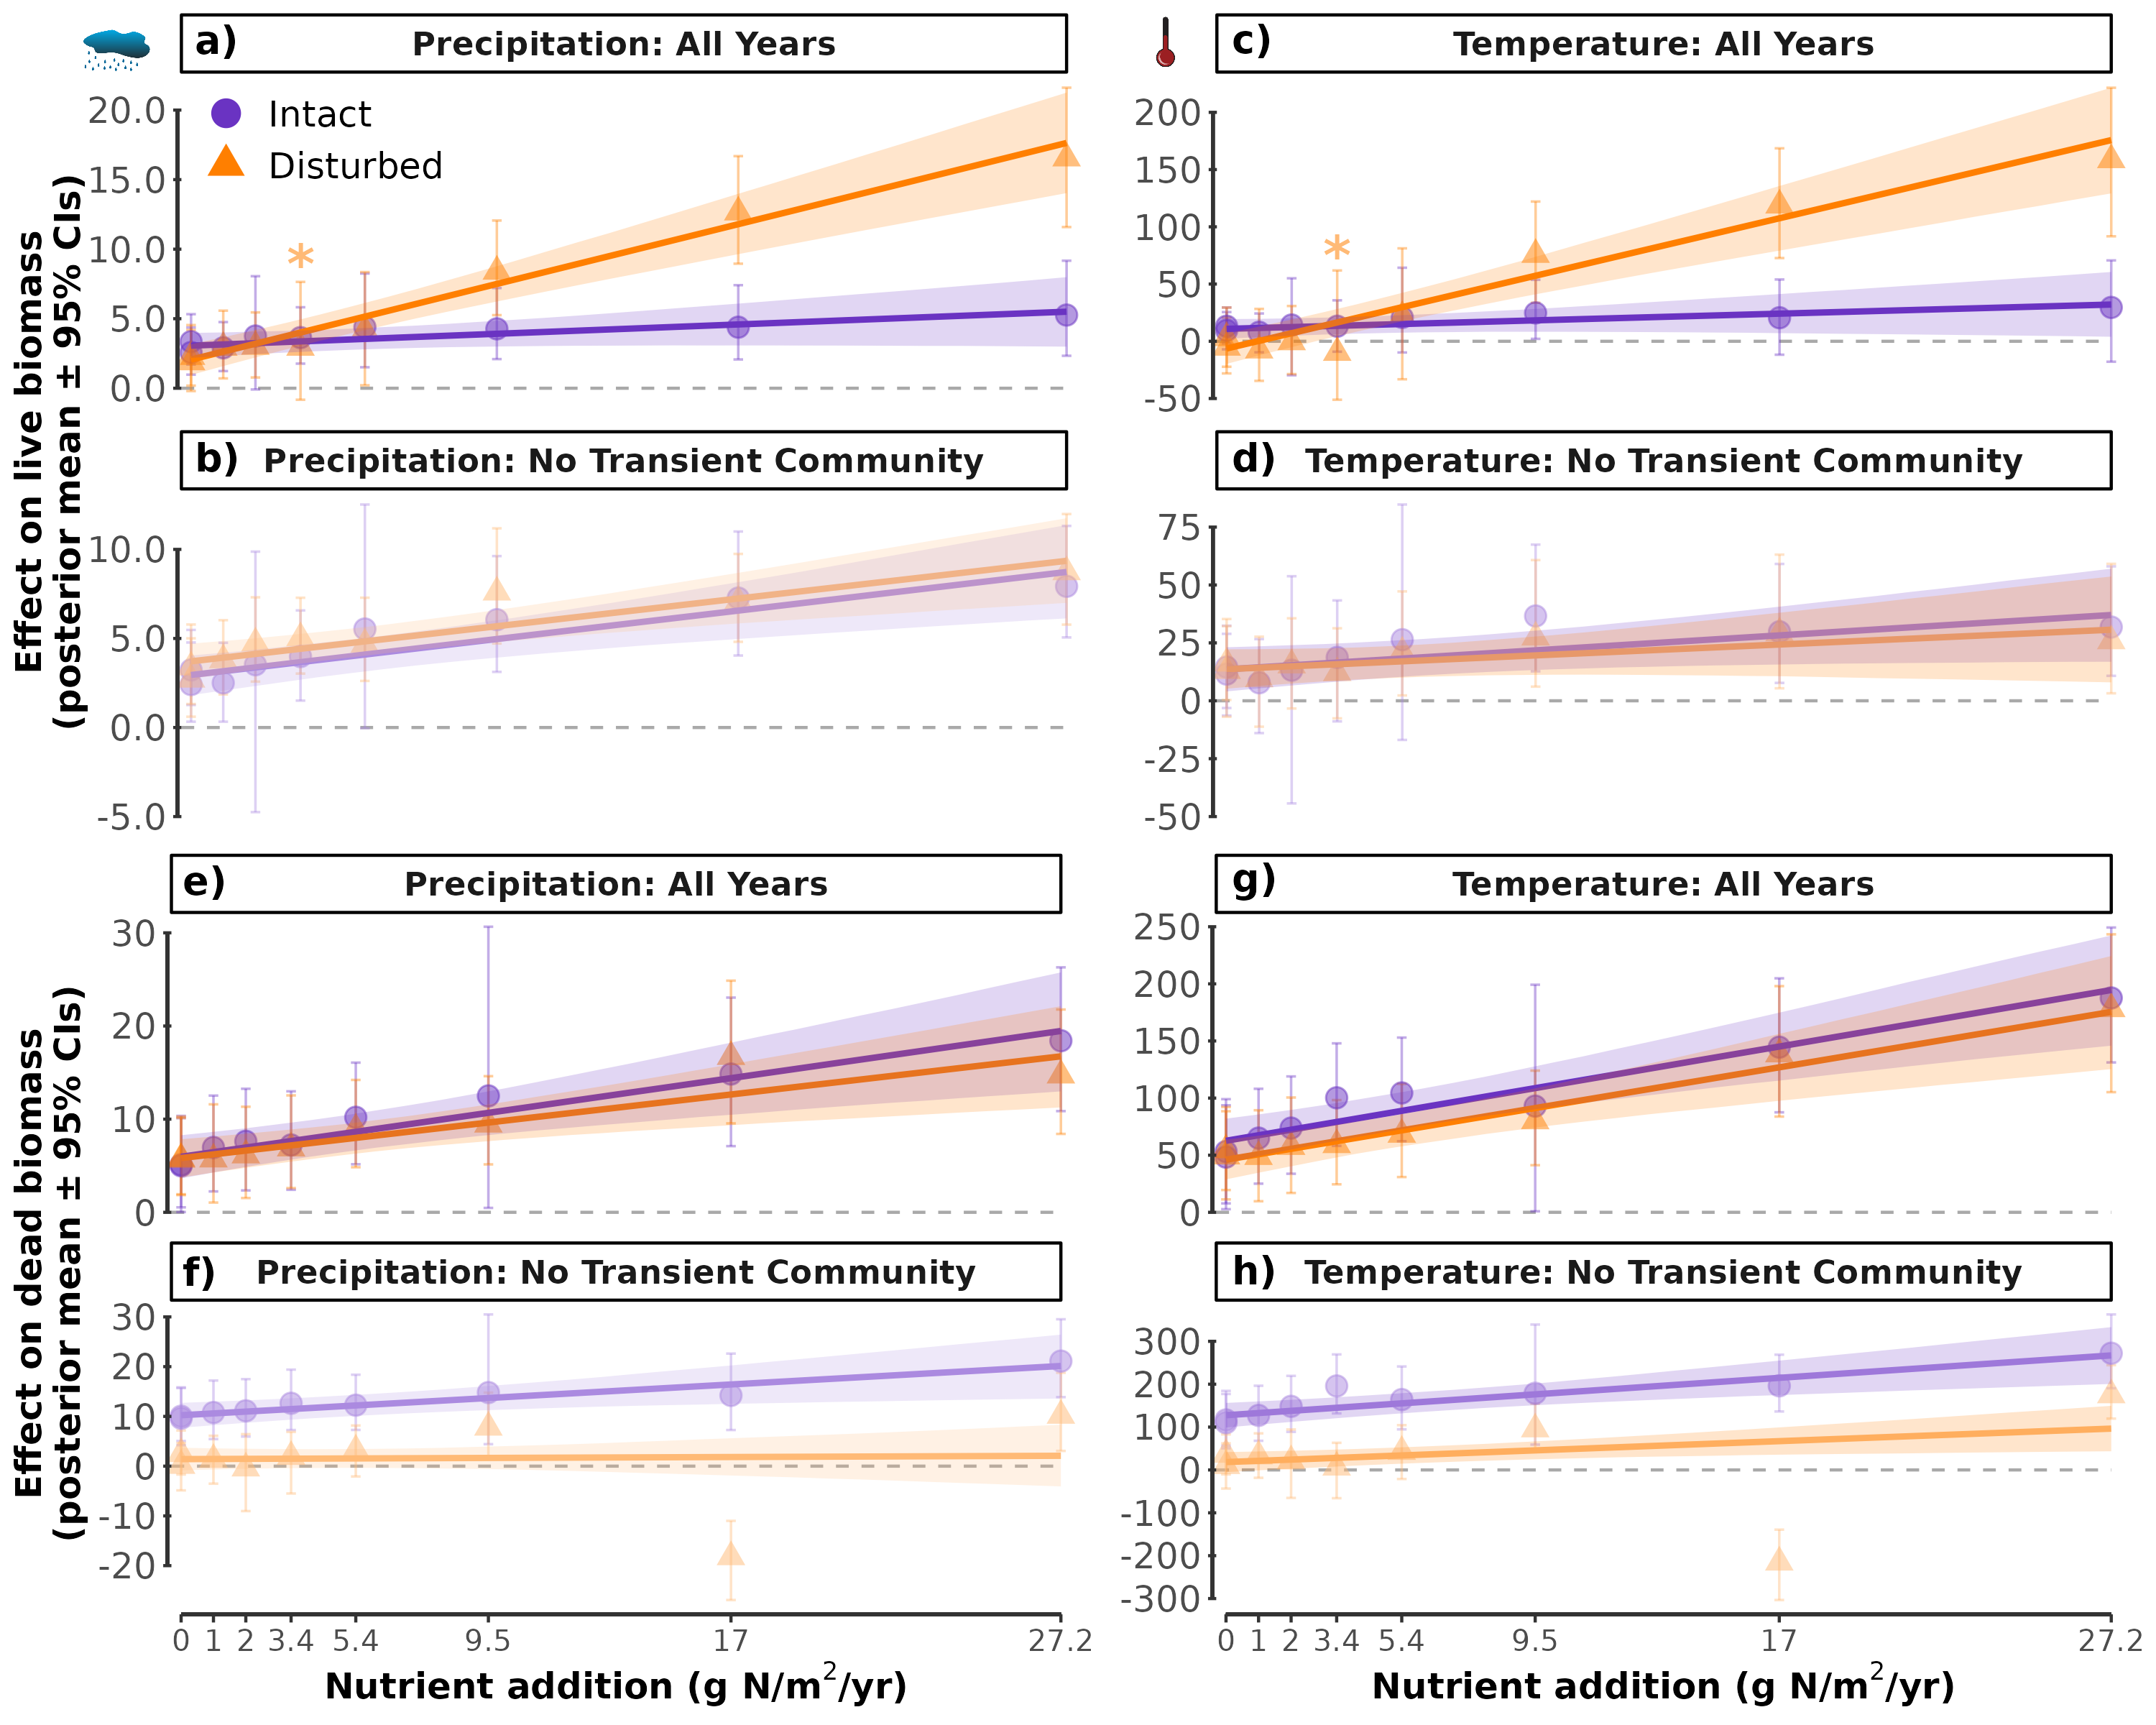 a) Precipitation: All Years
Intact
Disturbed
20.0
15.0
10.0
5.0
0.0
*
c) Temperature: All Years
200
150
100
50
0
-50
*
Effect on live biomass
(posterior mean ± 95% CIs)
b) Precipitation: No Transient Community
10.0
5.0
0.0
-5.0
d) Temperature: No Transient Community
75
50
25
0
-25
-50
e) Precipitation: All Years
30
20
10
0
g) Temperature: All Years
250
200
150
100
50
0
Effect on dead biomass
(posterior mean ± 95% CIs)
f) Precipitation: No Transient Community
30
20
10
0
-10
-20
0 1 2 3.4 5.4 9.5 17 27.2
Nutrient addition (g N/m²/yr)
h) Temperature: No Transient Community
300
200
100
0
-100
-200
-300
0 1 2 3.4 5.4 9.5 17 27.2
Nutrient addition (g N/m²/yr)